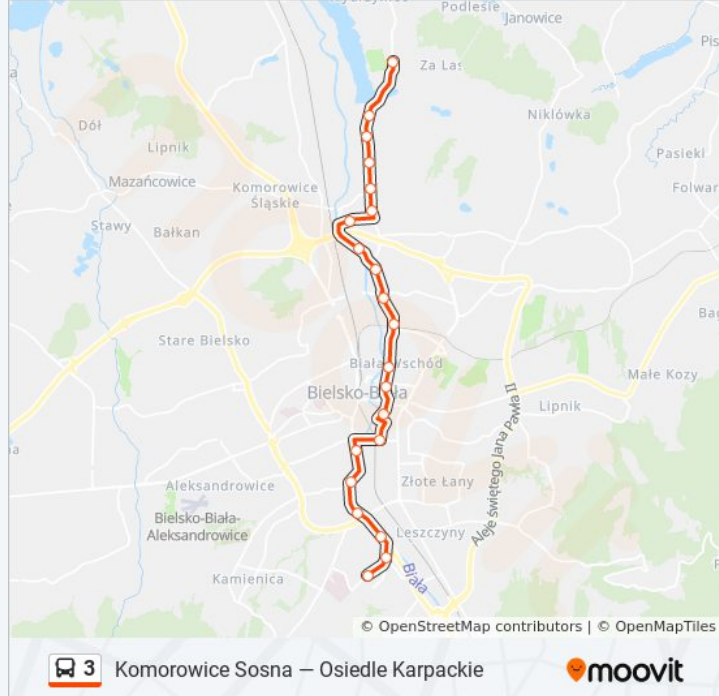 Podlesie
Janowice
Za Las
Niklówka
Dół
Lipnik
Pasieki
Mazańcowice
Komorowice
Śląskie
Folwar
Stawy
Bałkan
Stare Bielsko
Biała Wschód
Małe Kozy
Bielsko-Biała
Lipnik
Aleje świętego Jana Pawła II
Aleksandrowice
Złote Łany
Bielsko-Biała-
Aleksandrowice
Leszczyny
Kamienica
Biała
© OpenStreetMap contributors | © OpenMapTiles
3 Komorowice Sosna — Osiedle Karpackie
moovit